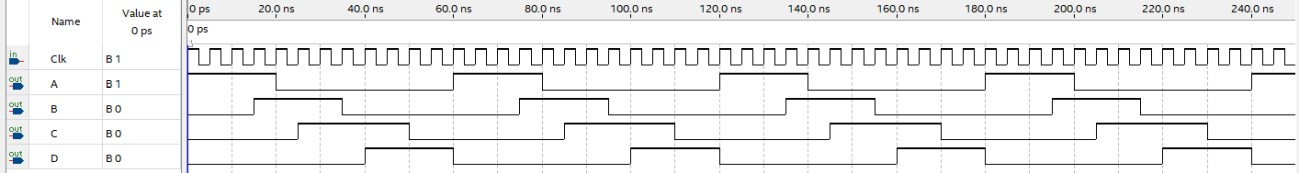 Name
Value at
0 ps
0 ps 20.0 ns 40.0 ns 60.0 ns 80.0 ns 100.0 ns 120.0 ns 140.0 ns 160.0 ns 180.0 ns 200.0 ns 220.0 ns 240.0 ns
0 ps
in Clk B 1
out A B 1
out B B 0
out C B 0
out D B 0